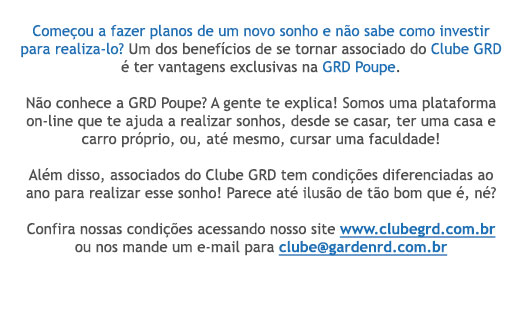 Começou a fazer planos de um novo sonho e não sabe como investir
para realiza-lo? Um dos benefícios de se tornar associado do Clube GRD
é ter vantagens exclusivas na GRD Poupe.
Não conhece a GRD Poupe? A gente te explica! Somos uma plataforma
on-line que te ajuda a realizar sonhos, desde se casar, ter uma casa e
carro próprio, ou, até mesmo, cursar uma faculdade!
Além disso, associados do Clube GRD tem condições diferenciadas ao
ano para realizar esse sonho! Parece até ilusão de tão bom que é, né?
Confira nossas condições acessando nosso site www.clubegrd.com.br
ou nos mande um e-mail para clube@gardenrd.com.br